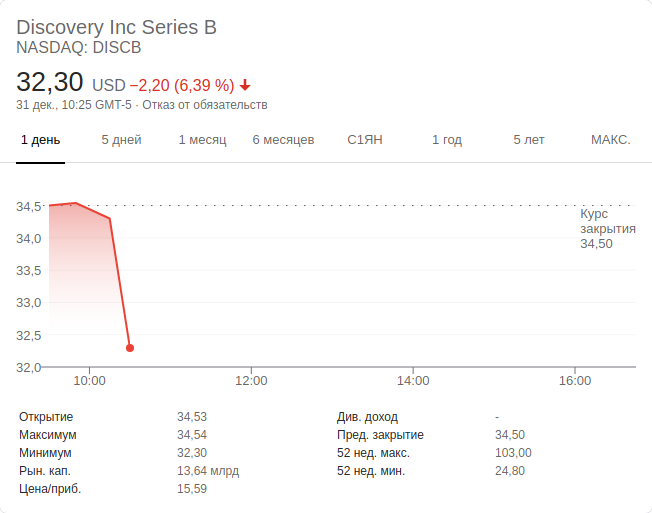 Discovery Inc Series B
NASDAQ: DISCB
32,30 USD −2,20 (6,39 %)
31 дек., 10:25 GMT-5 · Отказ от обязательств
1 день 5 дней 1 месяц 6 месяцев С1ЯН 1 год 5 лет МАКС.
34,5
Курс
закрытия
34,50
34,0
33,5
33,0
32,5
32,0
10:00 12:00 14:00 16:00
Открытие 34,53 Див. доход -
Максимум 34,54 Пред. закрытие 34,50
Минимум 32,30 52 нед. макс. 103,00
Рын. кап. 13,64 млрд 52 нед. мин. 24,80
Цена/приб. 15,59